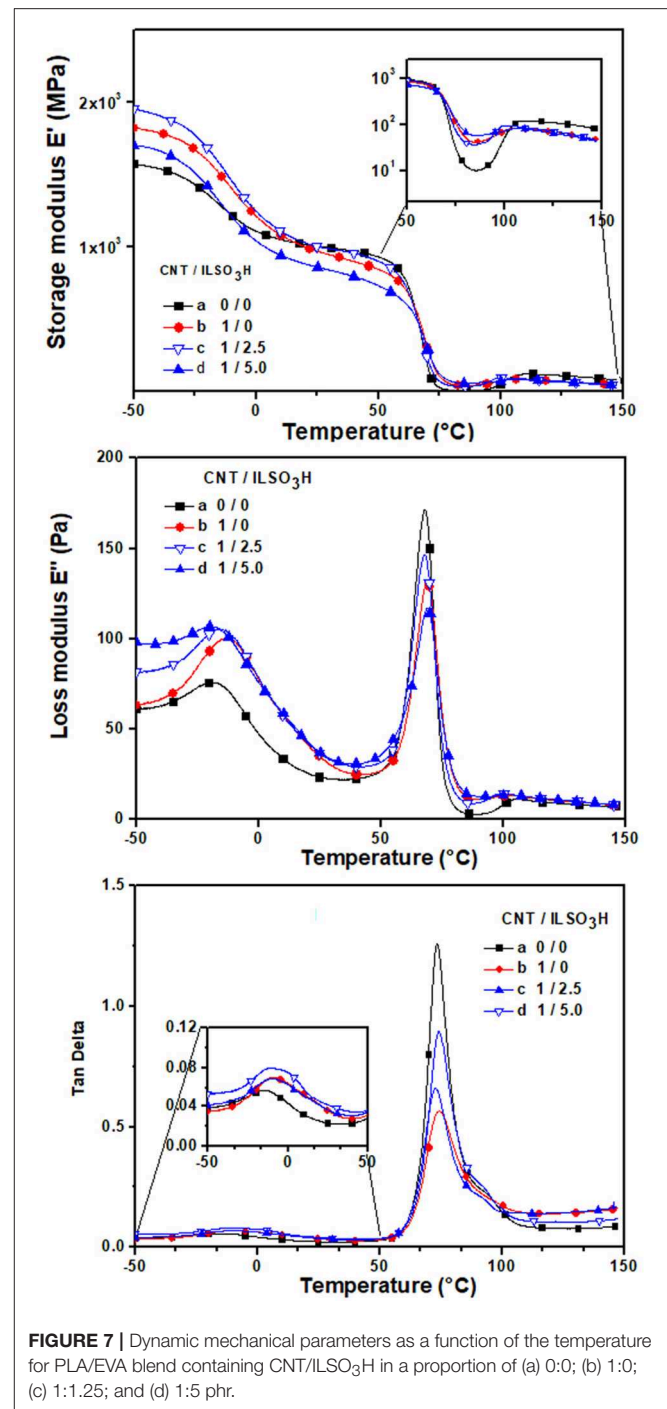 Storage modulus E' (MPa)
2x10³
1x10³
10³
10²
10¹
50 100 150
CNT / ILSO₃H
a 0 / 0
b 1 / 0
c 1 / 2.5
d 1 / 5.0
-50 0 50 100 150
Temperature (°C)
Loss modulus E'' (Pa)
200
150
100
50
0
CNT / ILSO₃H
a 0 / 0
b 1 / 0
c 1 / 2.5
d 1 / 5.0
-50 0 50 100 150
Temperature (°C)
Tan Delta
1.5
1.0
0.5
0.0
CNT / ILSO₃H
a 0 / 0
b 1 / 0
c 1 / 2.5
d 1 / 5.0
0.12
0.08
0.04
0.00
-50 0 50
-50 0 50 100 150
Temperature (°C)
FIGURE 7 | Dynamic mechanical parameters as a function of the temperature
for PLA/EVA blend containing CNT/ILSO₃H in a proportion of (a) 0:0; (b) 1:0;
(c) 1:1.25; and (d) 1:5 phr.